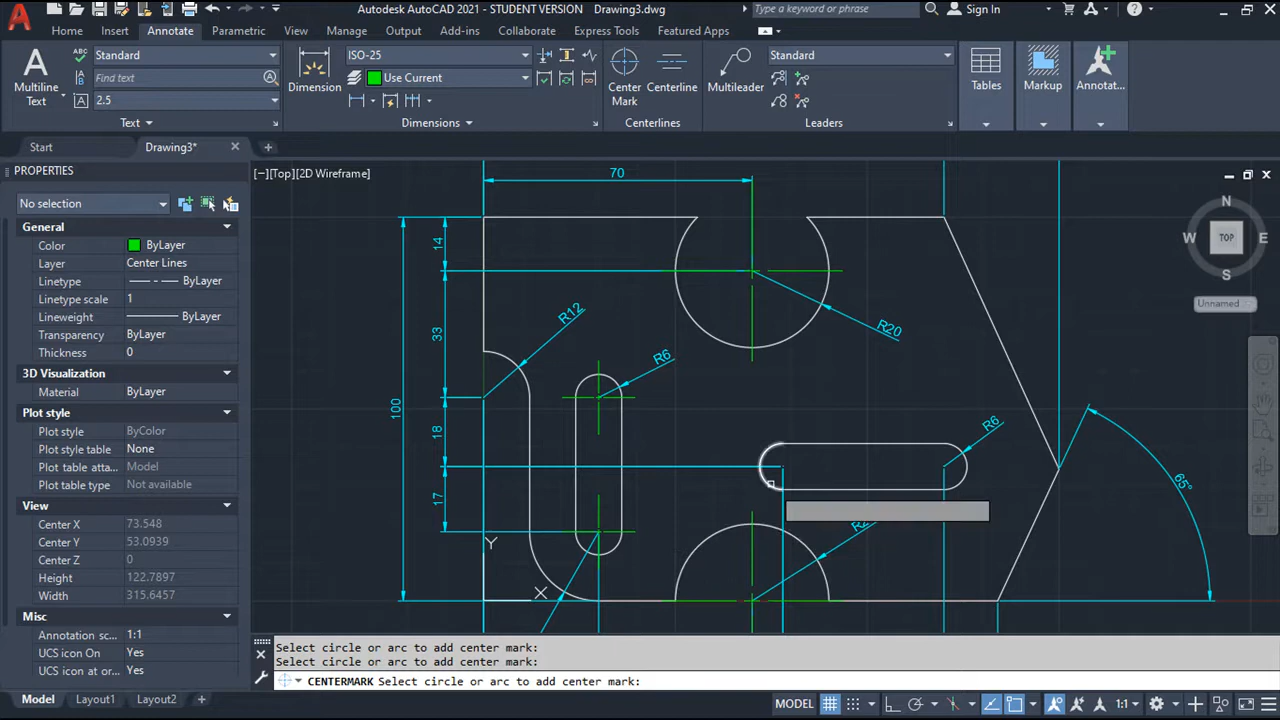 Autodesk AutoCAD 2021 - STUDENT VERSION Drawing3.dwg
Type a keyword or phrase
Sign In
Home Insert Annotate Parametric View Manage Output Add-ins Collaborate Express Tools Featured Apps
Multiline Text
Standard
Find text
2.5
Text
Dimension
ISO-25
Use Current
Dimensions
Center Mark
Centerline
Centerlines
Multileader
Standard
Leaders
Tables
Markup
Annotat...
Start Drawing3*
PROPERTIES
No selection
General
Color ByLayer
Layer Center Lines
Linetype ByLayer
Linetype scale 1
Lineweight ByLayer
Transparency ByLayer
Thickness 0
3D Visualization
Material ByLayer
Plot style
Plot style ByColor
Plot style table None
Plot table atta... Model
Plot table type Not available
View
Center X 73.548
Center Y 53.0939
Center Z 0
Height 122.7897
Width 315.6457
Misc
Annotation sc... 1:1
UCS icon On Yes
UCS icon at or... Yes
[−][Top][2D Wireframe]
N
W TOP E
S
Unnamed
70
14
33
100
18
17
R12
R6
R20
R6
65°
Y
X
Select circle or arc to add center mark:
Select circle or arc to add center mark:
CENTERMARK Select circle or arc to add center mark:
Model Layout1 Layout2 +
MODEL
1:1